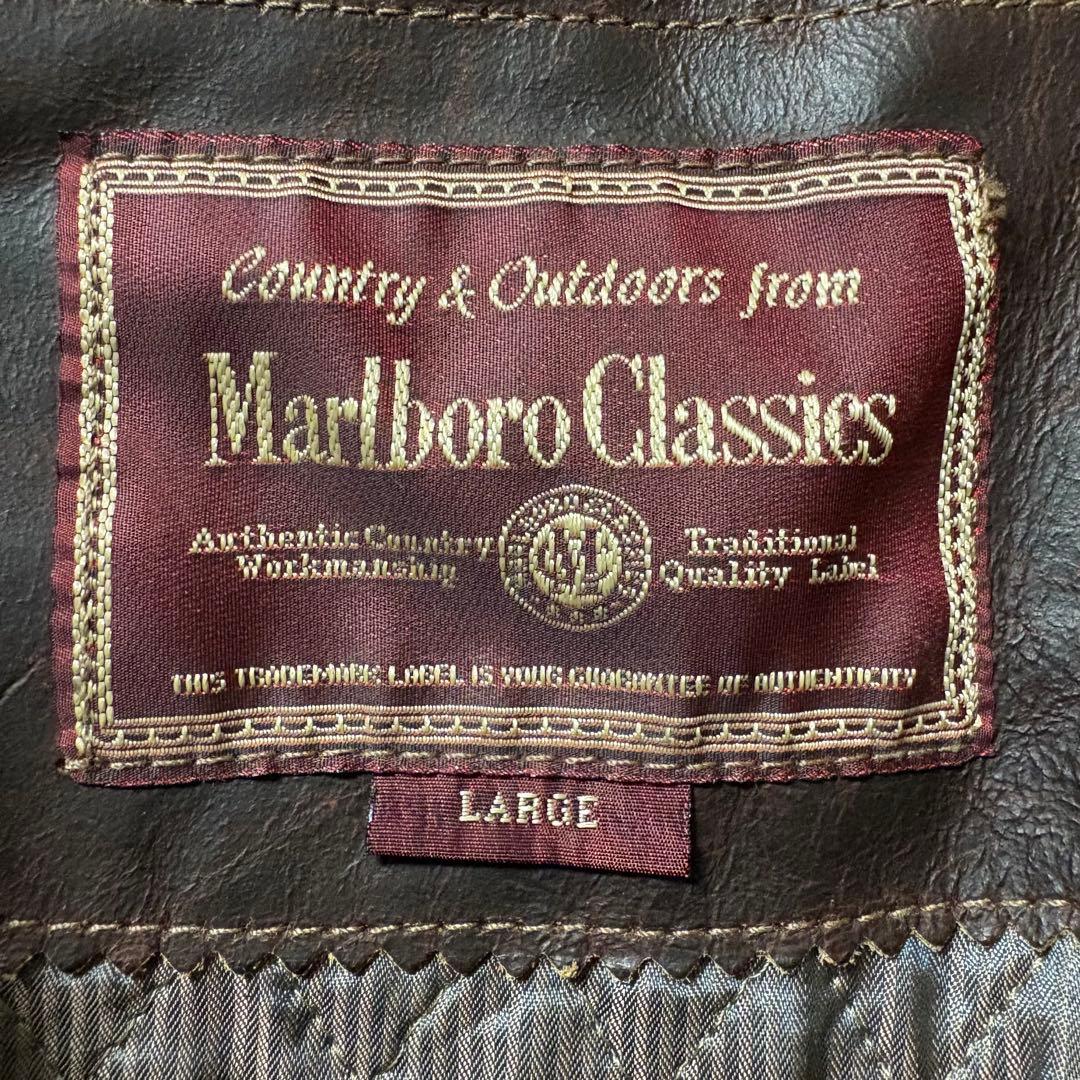 Country & Outdoors from
Marlboro Classics
Authentic Country
Workmanship
Traditional
Quality Label
THIS TRADEMARK LABEL IS YOUR GUARANTEE OF AUTHENTICITY
LARGE